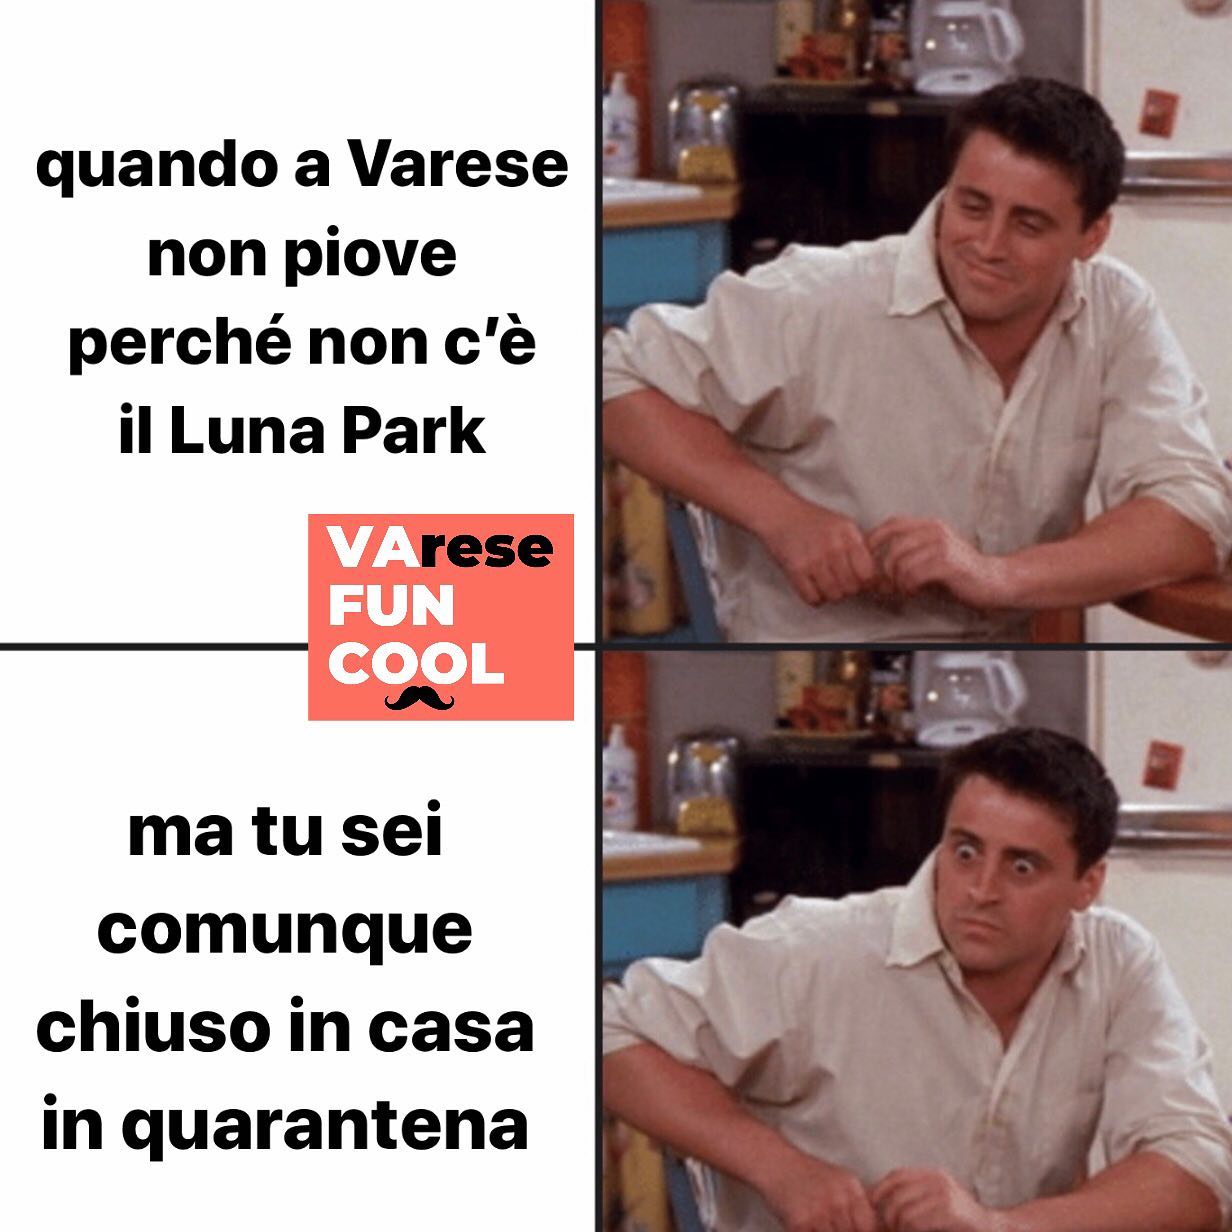 quando a Varese
non piove
perché non c’è
il Luna Park
VArese
FUN
COOL
ma tu sei
comunque
chiuso in casa
in quarantena